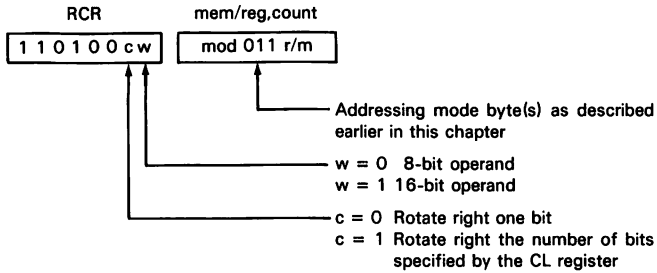 RCR mem/reg,count
1 1 0 1 0 0 c w mod 011 r/m
Addressing mode byte(s) as described
earlier in this chapter
w = 0 8-bit operand
w = 1 16-bit operand
c = 0 Rotate right one bit
c = 1 Rotate right the number of bits
specified by the CL register